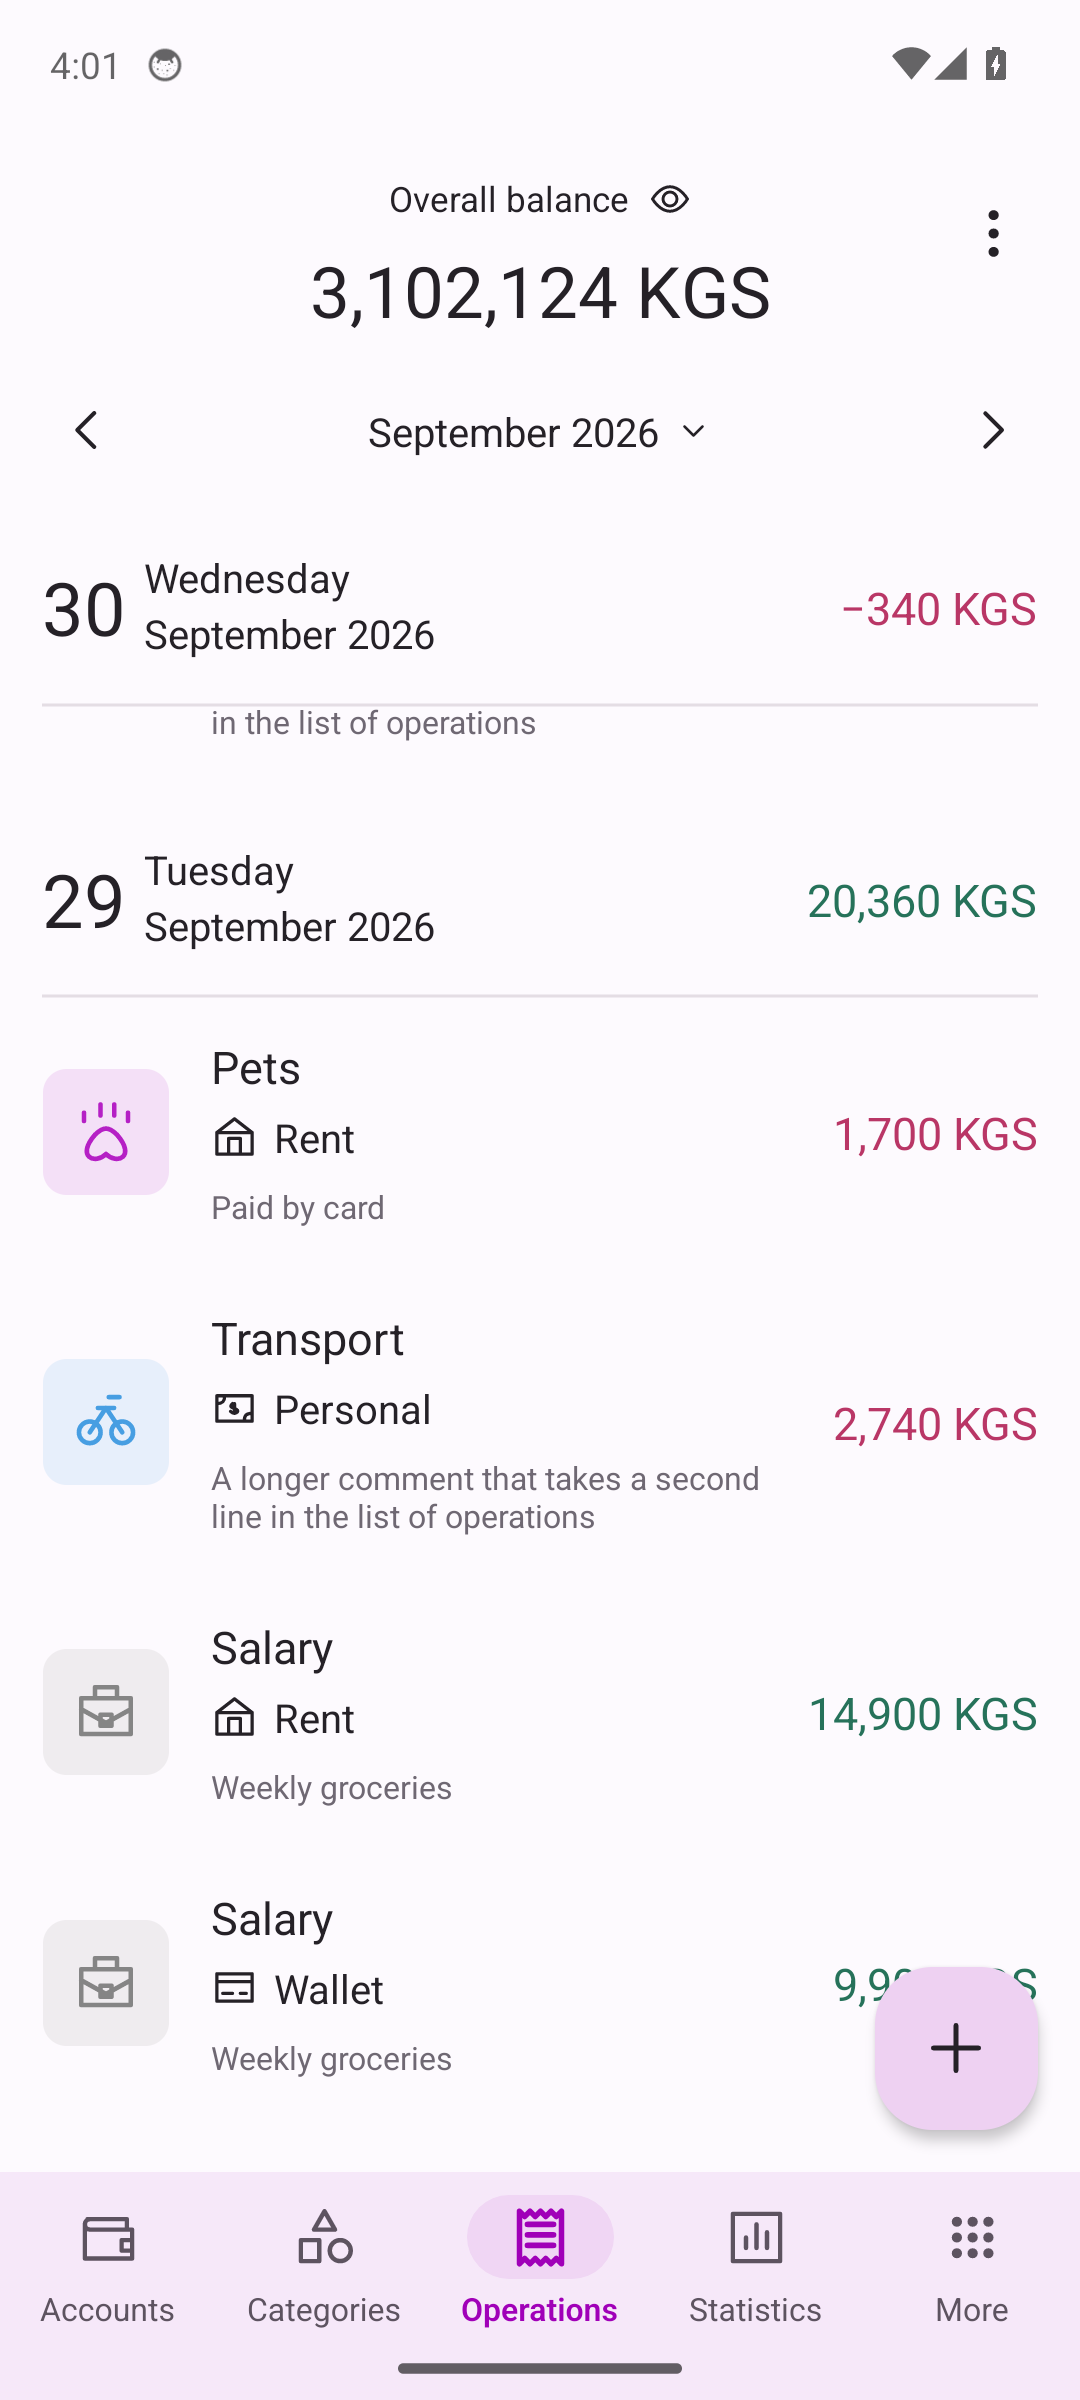 4:01
Overall balance
3,102,124 KGS
September 2026
30
Wednesday
September 2026
−340 KGS
in the list of operations
29
Tuesday
September 2026
20,360 KGS
Pets
Rent
1,700 KGS
Paid by card
Transport
Personal
2,740 KGS
A longer comment that takes a second
line in the list of operations
Salary
Rent
14,900 KGS
Weekly groceries
Salary
Wallet
Weekly groceries
Accounts
Categories
Operations
Statistics
More